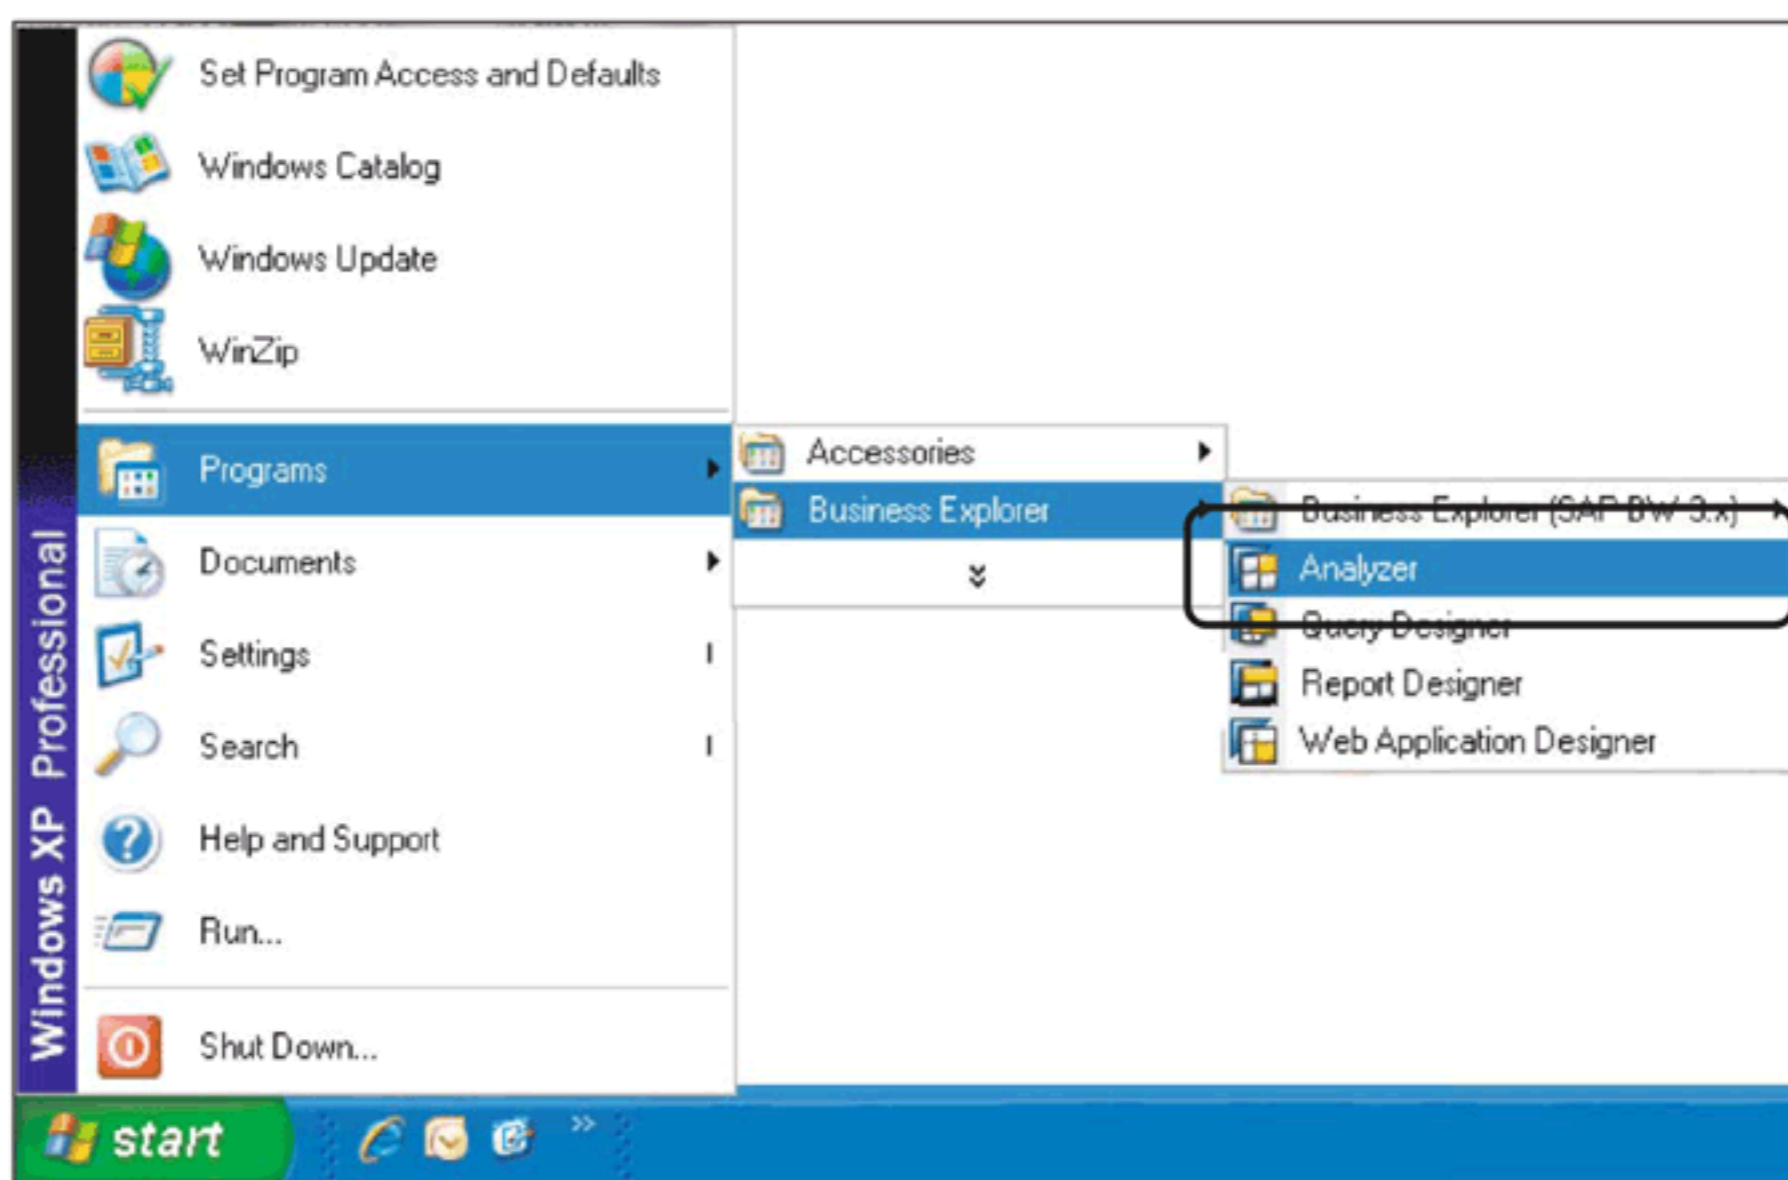 Set Program Access and Defaults
Windows Catalog
Windows Update
WinZip
Programs
Documents
Settings
Search
Help and Support
Run...
Shut Down...
Accessories
Business Explorer
Business Explorer (SAP BW 3.x)
Analyzer
Query Designer
Report Designer
Web Application Designer
Windows XP Professional
start